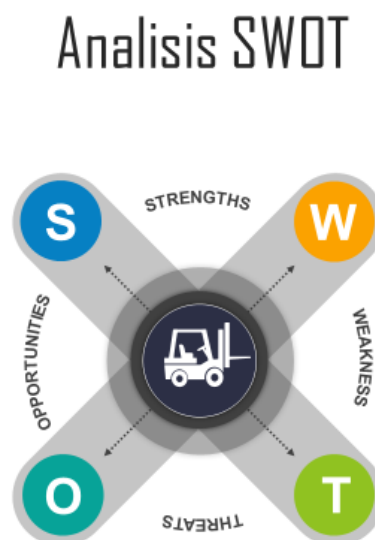 Analisis SWOT
S
STRENGTHS
W
OPPORTUNITIES
WEAKNESS
O
THREATS
T